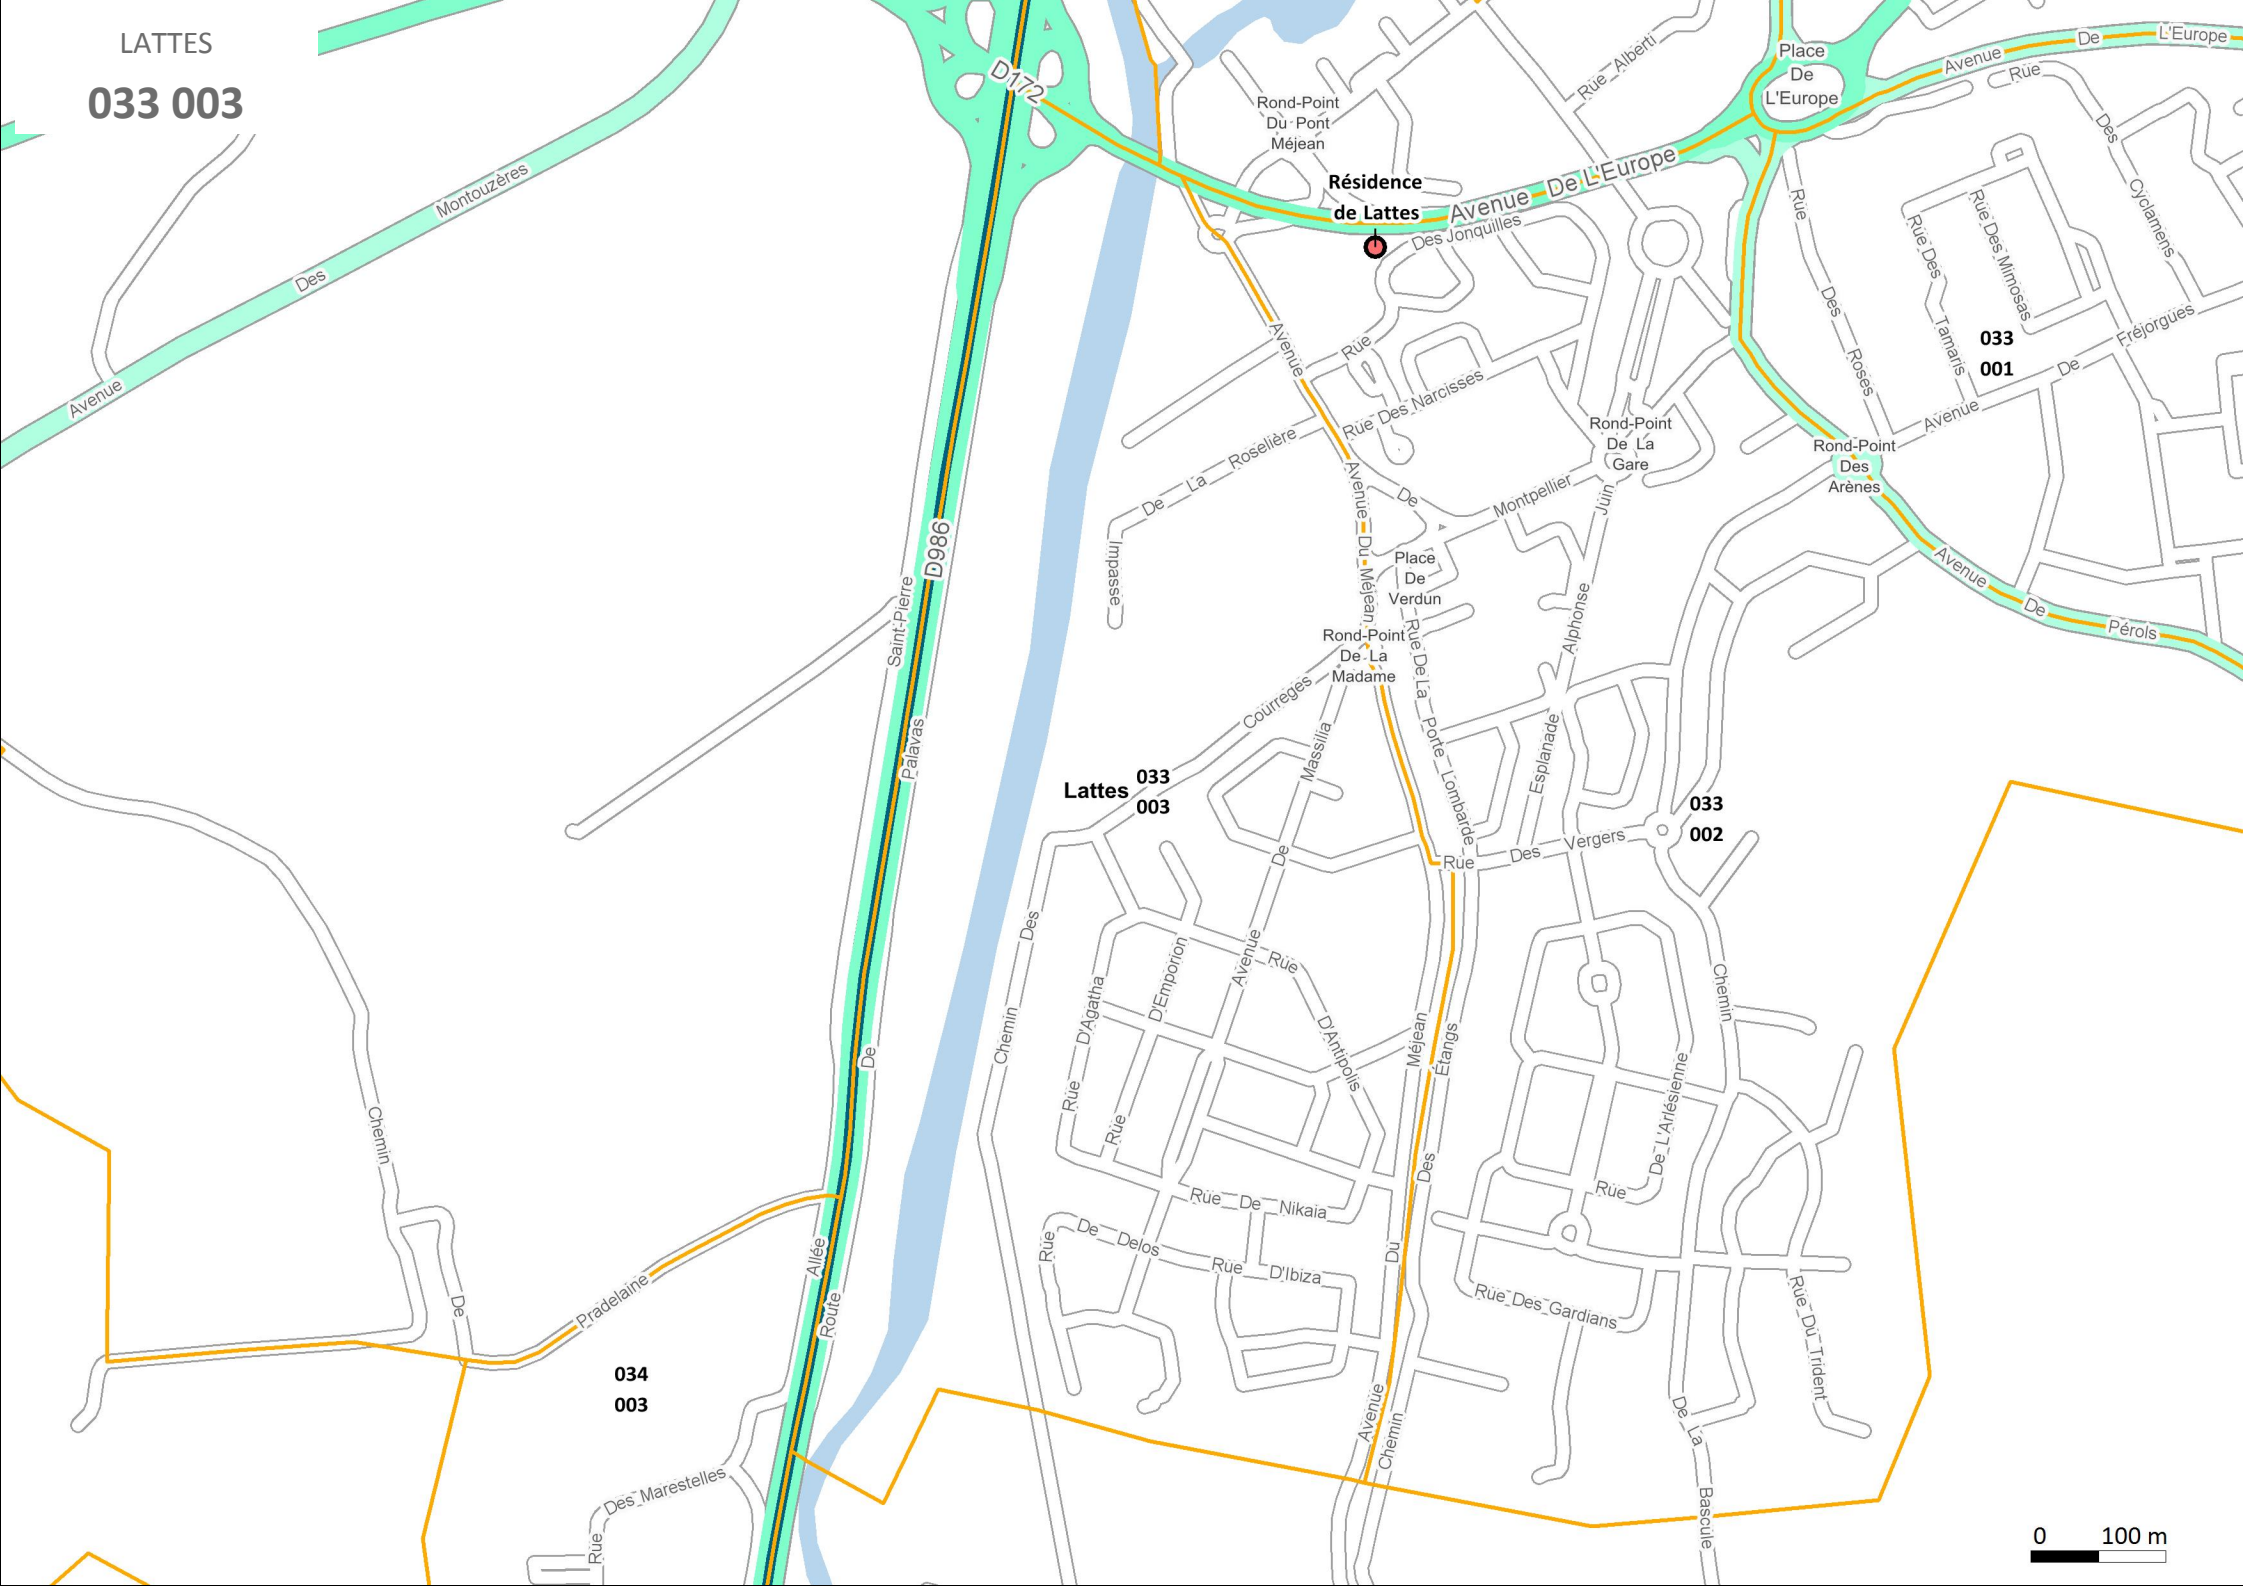 LATTES
033 003
D172
Place
De
L'Europe
Avenue De L'Europe
Rue Alberti
Rue Des Cyclamens
Rond-Point
Du Pont
Méjean
Résidence
de Lattes
Avenue De L'Europe
Des Jonquilles
Rue
Avenue Des Montouzères
Rue Des Roses
Rue Des Tamaris
Rue Des Mimosas
033
001
Avenue De Fréjorgues
Avenue
Rue Des Narcisses
Rond-Point
De La
Gare
Rond-Point
Des
Arènes
Impasse De La Roselière
Avenue De Montpellier
D986
Avenue Du Méjean
Place
De
Verdun
Avenue De Pérols
Esplanade Alphonse Juin
Rond-Point
De La
Madame
Rue De La Porte Lombarde
Allée Saint-Pierre
Route De Palavas
Chemin Des Courreges
Avenue De Massilia
Lattes
033
003
033
002
Rue Des Vergers
Rue D'Agatha
Rue D'Emporion
Rue D'Antipolis
Avenue Du Méjean
Chemin Des Étangs
Chemin De La Bascule
Rue De L'Arlésienne
Rue De Nikaia
Rue De Delos
Rue D'Ibiza
Rue Des Gardians
Rue Du Trident
Chemin De Pradelaine
034
003
Rue Des Marestelles
0 100 m